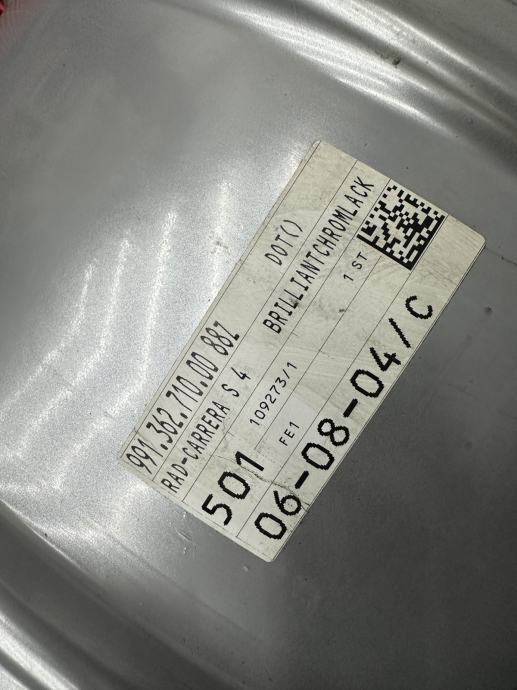 991.362.710.00 88Z DOT()
RAD-CARRERA S 4 BRILLIANTCHROMLACK
109273/1 1 ST
501 FE1
06-08-04/C